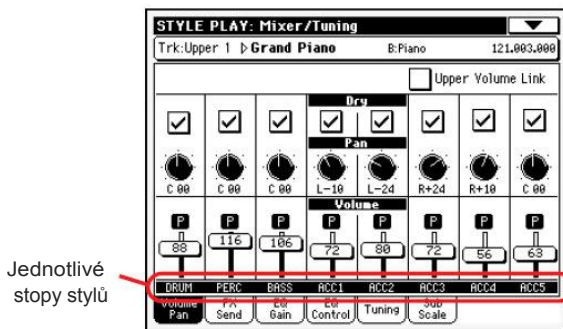 STYLE PLAY: Mixer/Tuning
Trk:Upper 1 ▷Grand Piano B:Piano 121.003.000
Upper Volume Link
Dry
Pan
C 00 C 00 C 00 L-10 L-24 R+24 R+10 C 00
Volume
P P P P P P P P
88 116 106 72 80 72 56 63
DRUM PERC BASS ACC1 ACC2 ACC3 ACC4 ACC5
Volume Pan FX Send EQ Gain EQ Control Tuning Sub Scale
Jednotlivé
stopy stylů